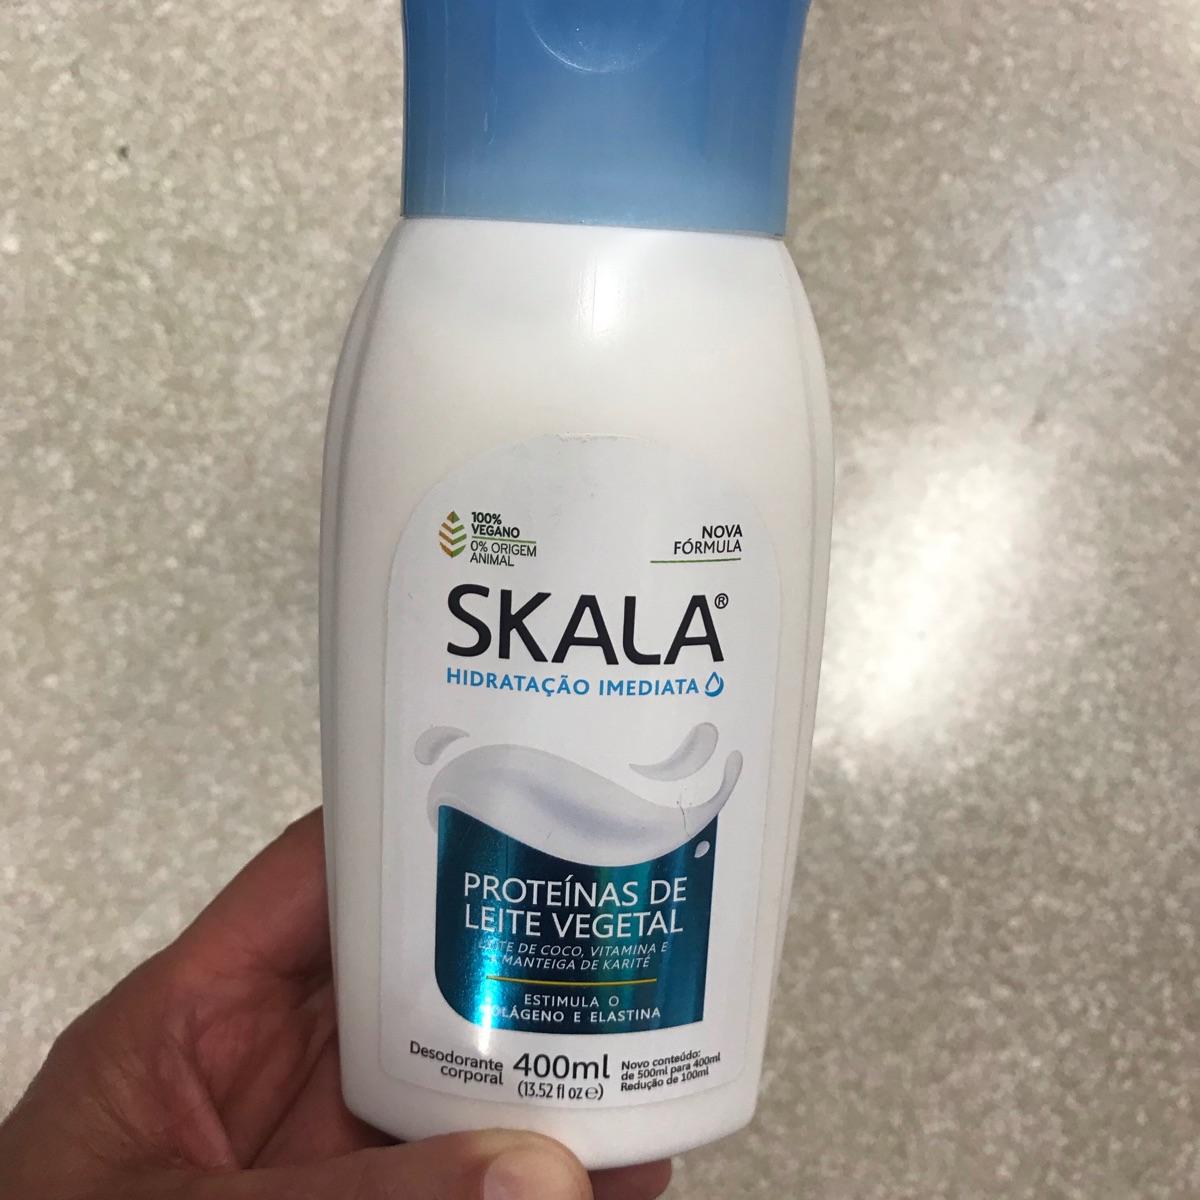 100%
VEGANO
0% ORIGEM
ANIMAL
NOVA
FÓRMULA
SKALA®
HIDRATAÇÃO IMEDIATA
PROTEÍNAS DE
LEITE VEGETAL
LEITE DE COCO, VITAMINA E
MANTEIGA DE KARITÉ
ESTIMULA O
COLÁGENO E ELASTINA
Desodorante
corporal
400ml
(13.52 fl oz ℮)
Novo conteúdo:
de 500ml para 400ml
Redução de 100ml